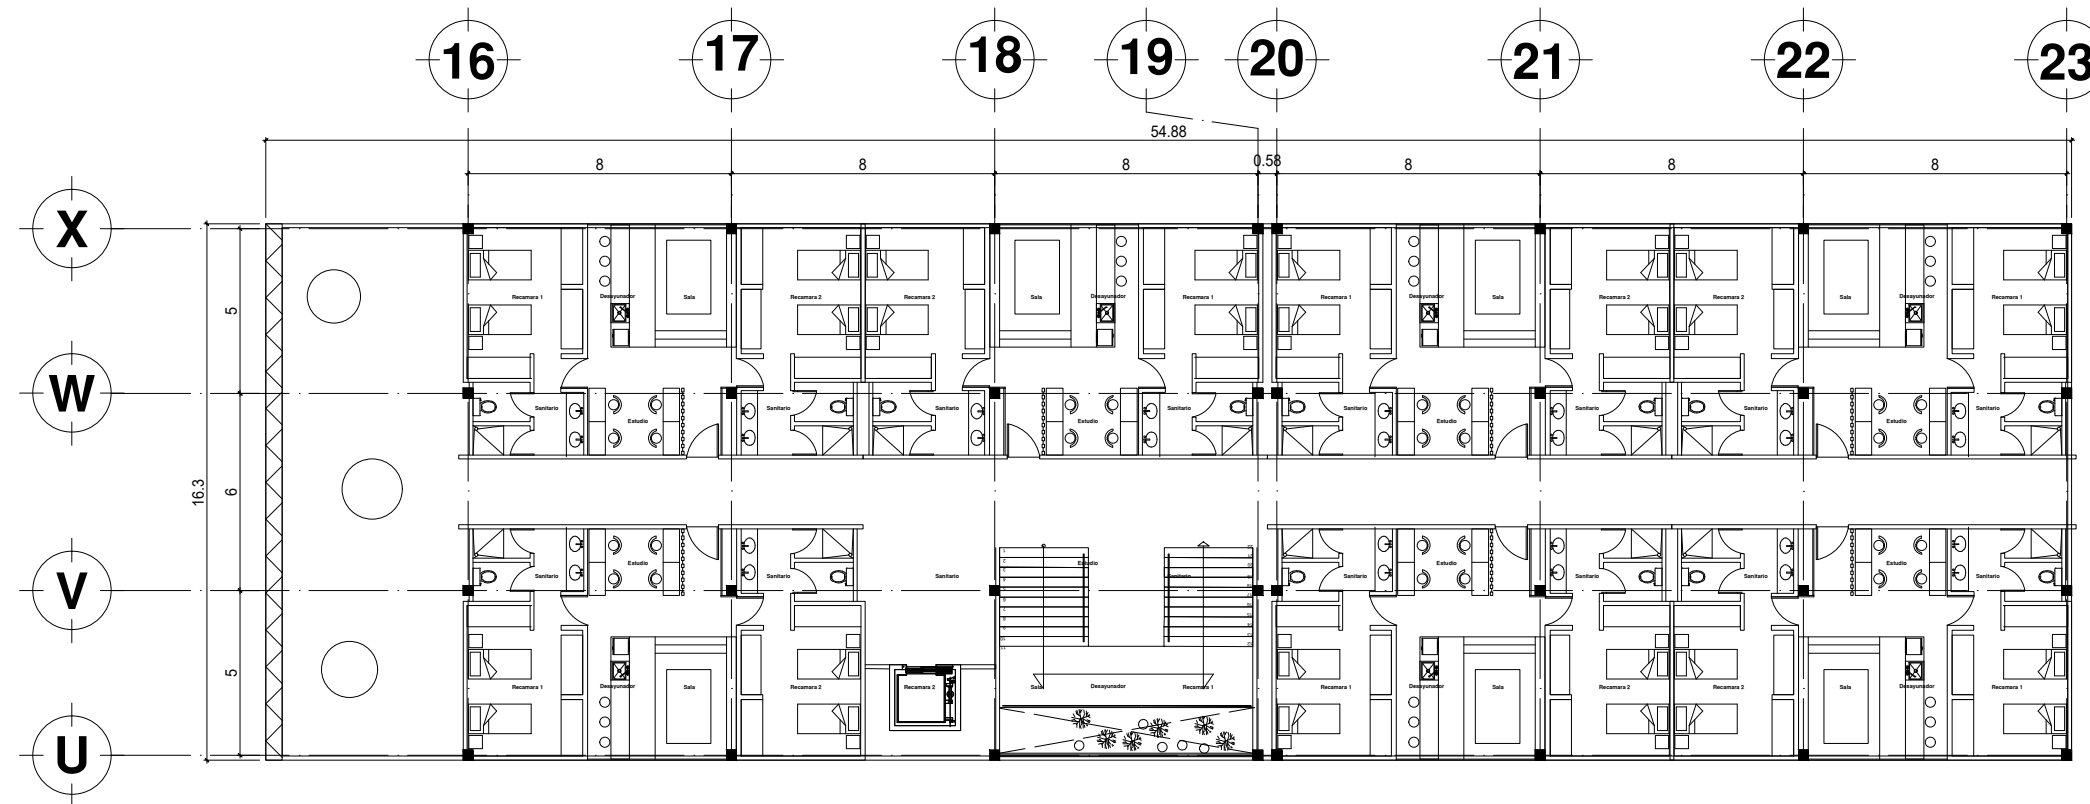 16 17 18 19 20 21 22 23
54.88
8 8 8 0.58 8 8 8
X
W
V
U
5
6
5
16.3
Recamara 1 Desayunador Sala Recamara 2 Recamara 2 Sala Desayunador Recamara 1 Recamara 1 Desayunador Sala Recamara 2 Recamara 2 Sala Desayunador Recamara 1
Sanitario Estudio Sanitario Sanitario Estudio Sanitario Sanitario Estudio Sanitario Sanitario Estudio Sanitario
Sanitario Estudio Sanitario Sanitario Estudio Sanitario Sanitario Estudio Sanitario Sanitario Estudio Sanitario
Recamara 1 Desayunador Sala Recamara 2 Recamara 2 Sala Desayunador Recamara 1 Recamara 1 Desayunador Sala Recamara 2 Recamara 2 Sala Desayunador Recamara 1